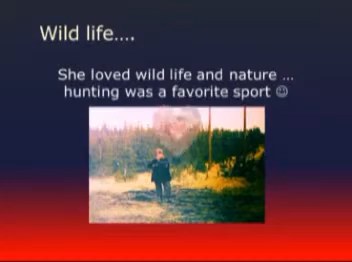 Wild life….
She loved wild life and nature …
hunting was a favorite sport ☺